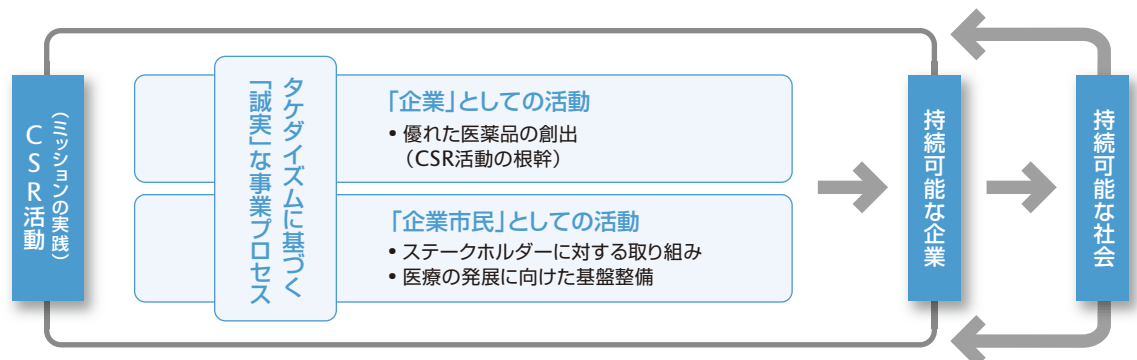 CSR活動
（ミッションの実践）
タケダイズムに基づく
「誠実」な事業プロセス
「企業」としての活動
• 優れた医薬品の創出
（CSR活動の根幹）
「企業市民」としての活動
• ステークホルダーに対する取り組み
• 医療の発展に向けた基盤整備
持続可能な企業
持続可能な社会